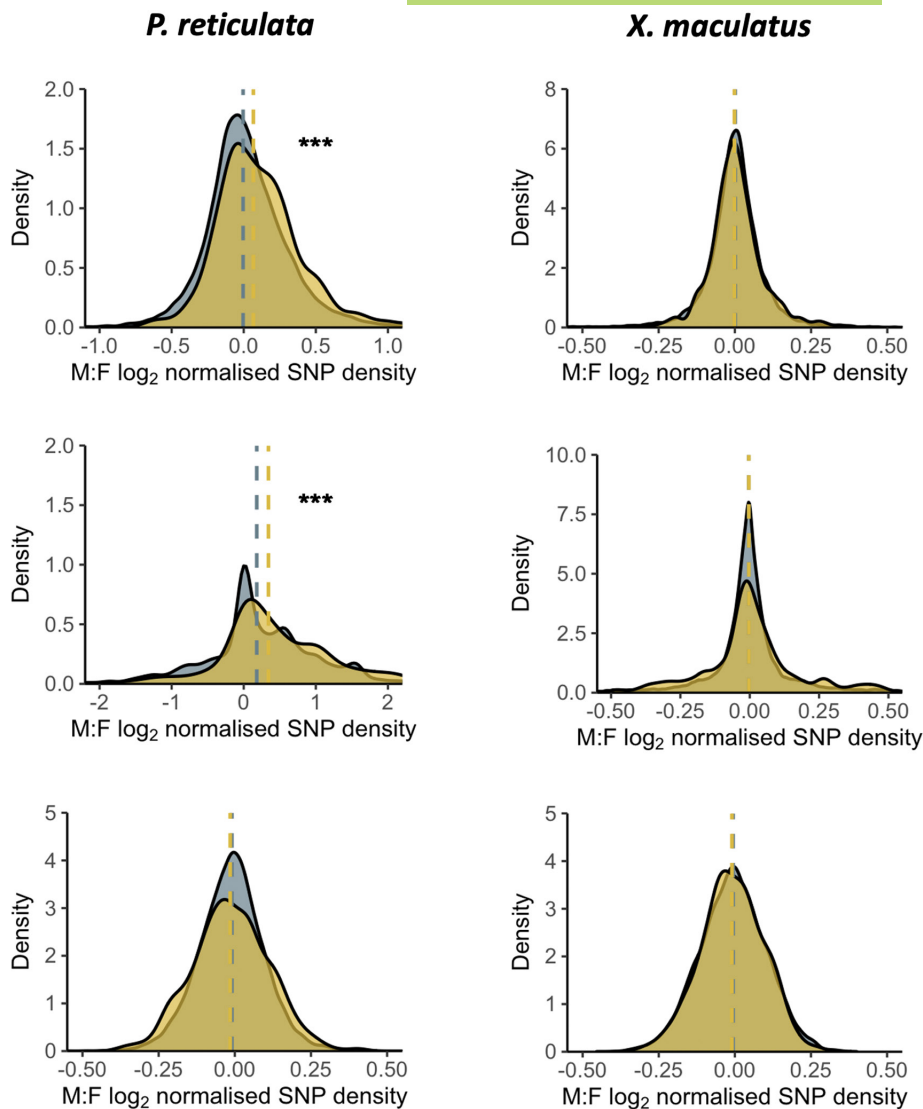 P. reticulata
X. maculatus
2.0
1.5
1.0
0.5
0.0
Density
***
-1.0 -0.5 0.0 0.5 1.0
M:F log₂ normalised SNP density
8
6
4
2
0
Density
-0.50 -0.25 0.00 0.25 0.50
M:F log₂ normalised SNP density
2.0
1.5
1.0
0.5
0.0
Density
***
-2 -1 0 1 2
M:F log₂ normalised SNP density
10.0
7.5
5.0
2.5
0.0
Density
-0.50 -0.25 0.00 0.25 0.50
M:F log₂ normalised SNP density
5
4
3
2
1
0
Density
-0.50 -0.25 0.00 0.25 0.50
M:F log₂ normalised SNP density
5
4
3
2
1
0
Density
-0.50 -0.25 0.00 0.25 0.50
M:F log₂ normalised SNP density